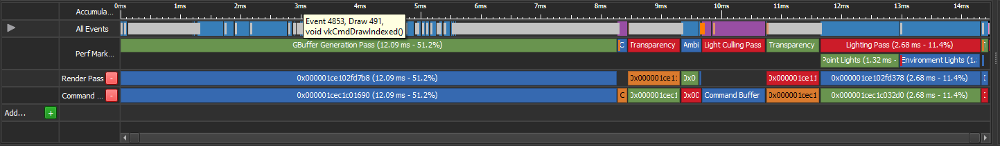 Accumula...
0ms 1ms 2ms 3ms 4ms 5ms 6ms 7ms 8ms 9ms 10ms 11ms 12ms 13ms 14ms
All Events
Event 4853, Draw 491,
void vkCmdDrawIndexed()
Perf Mark...
GBuffer Generation Pass (12.09 ms - 51.2%) C Transparency Ambi Light Culling Pass Transparency Lighting Pass (2.68 ms - 11.4%)
Point Lights (1.32 ms - Environment Lights (1.
Render Pass - 0x000001ce102fd7b8 (12.09 ms - 51.2%) 0x000001ce1 0x0 0x000001ce11 0x000001ce102fd378 (2.68 ms - 11.4%)
Command ... - 0x000001cec1c01690 (12.09 ms - 51.2%) C 0x000001cec1 0x00 Command Buffer 0x000001cec1 0x000001cec1c032d0 (2.68 ms - 11.4%)
Add... +